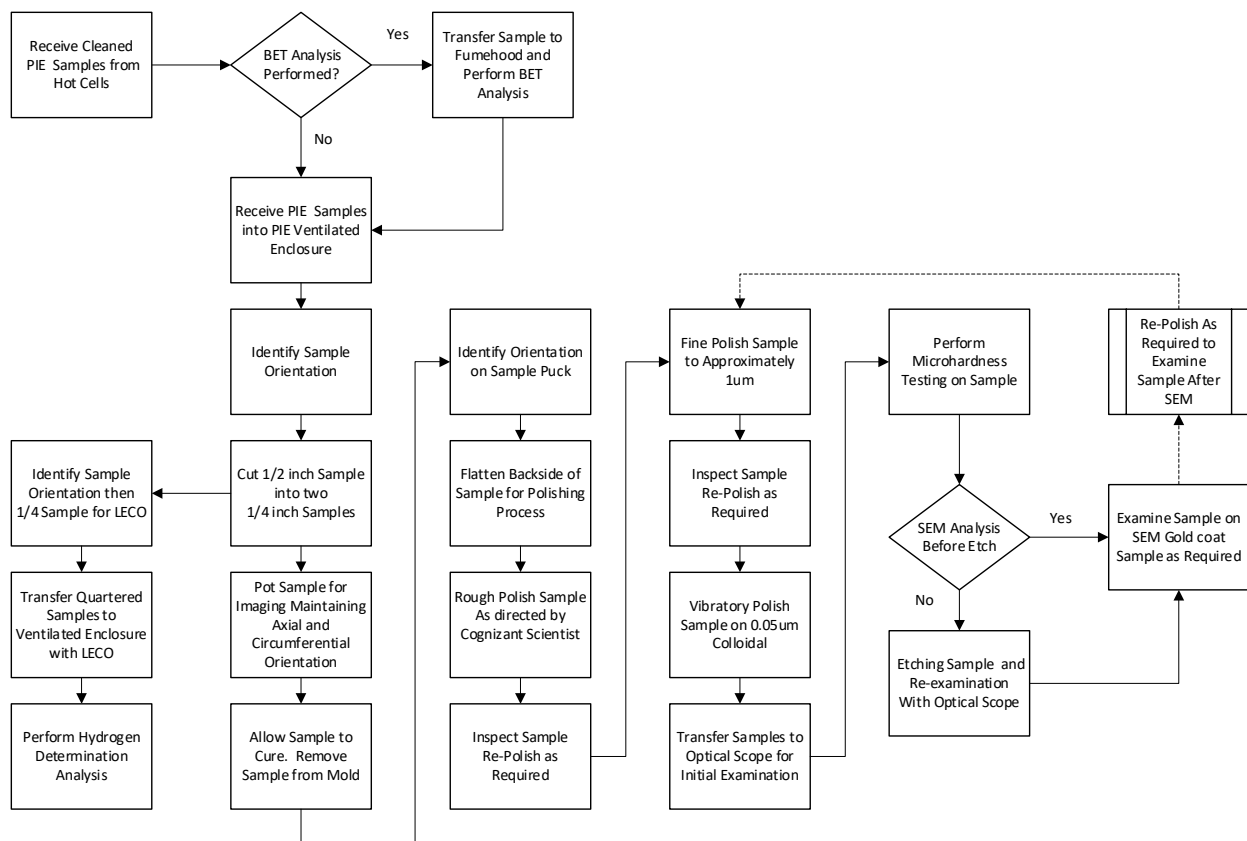 Receive Cleaned
PIE Samples from
Hot Cells
BET Analysis
Performed?
Yes
Transfer Sample to
Fumehood and
Perform BET
Analysis
No
Receive PIE Samples
into PIE Ventilated
Enclosure
Identify Sample
Orientation
Cut 1/2 inch Sample
into two
1/4 inch Samples
Identify Sample
Orientation then
1/4 Sample for LECO
Transfer Quartered
Samples to
Ventilated Enclosure
with LECO
Perform Hydrogen
Determination
Analysis
Pot Sample for
Imaging Maintaining
Axial and
Circumferential
Orientation
Allow Sample to
Cure. Remove
Sample from Mold
Identify Orientation
on Sample Puck
Flatten Backside of
Sample for Polishing
Process
Rough Polish Sample
As directed by
Cognizant Scientist
Inspect Sample
Re-Polish as
Required
Fine Polish Sample
to Approximately
1um
Inspect Sample
Re-Polish as
Required
Vibratory Polish
Sample on 0.05um
Colloidal
Transfer Samples to
Optical Scope for
Initial Examination
Perform
Microhardness
Testing on Sample
SEM Analysis
Before Etch
Yes
No
Etching Sample and
Re-examination
With Optical Scope
Examine Sample on
SEM Gold coat
Sample as Required
Re-Polish As
Required to
Examine
Sample After
SEM